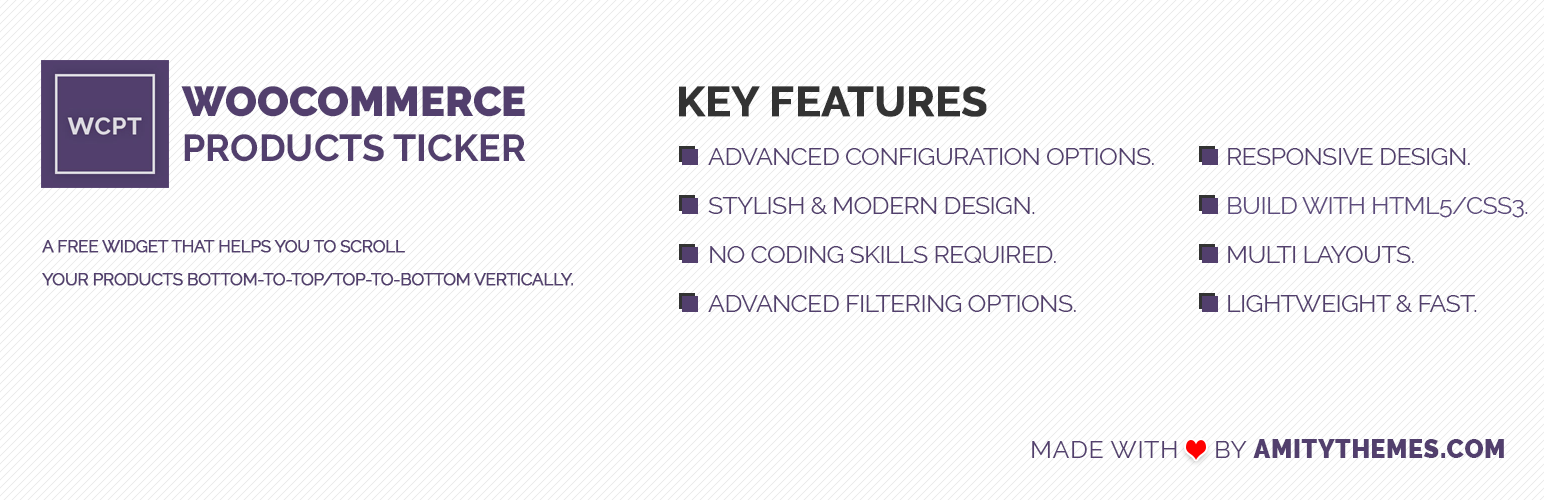 WCPT
WOOCOMMERCE
PRODUCTS TICKER
A FREE WIDGET THAT HELPS YOU TO SCROLL
YOUR PRODUCTS BOTTOM-TO-TOP/TOP-TO-BOTTOM VERTICALLY.
KEY FEATURES
ADVANCED CONFIGURATION OPTIONS.
STYLISH & MODERN DESIGN.
NO CODING SKILLS REQUIRED.
ADVANCED FILTERING OPTIONS.
RESPONSIVE DESIGN.
BUILD WITH HTML5/CSS3.
MULTI LAYOUTS.
LIGHTWEIGHT & FAST.
MADE WITH ♥ BY AMITYTHEMES.COM